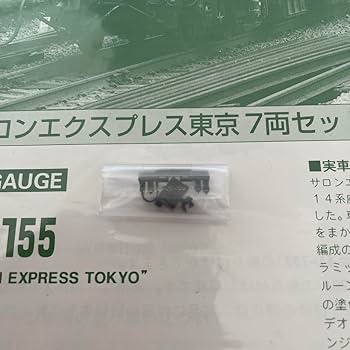 ロンエクスプレス東京7両セッ
GAUGE
155
EXPRESS TOKYO"
■実車
サロンエ
14系座
した。
をまか
編成の
ラミッ
ルーン
の塗
デオ
ンジ